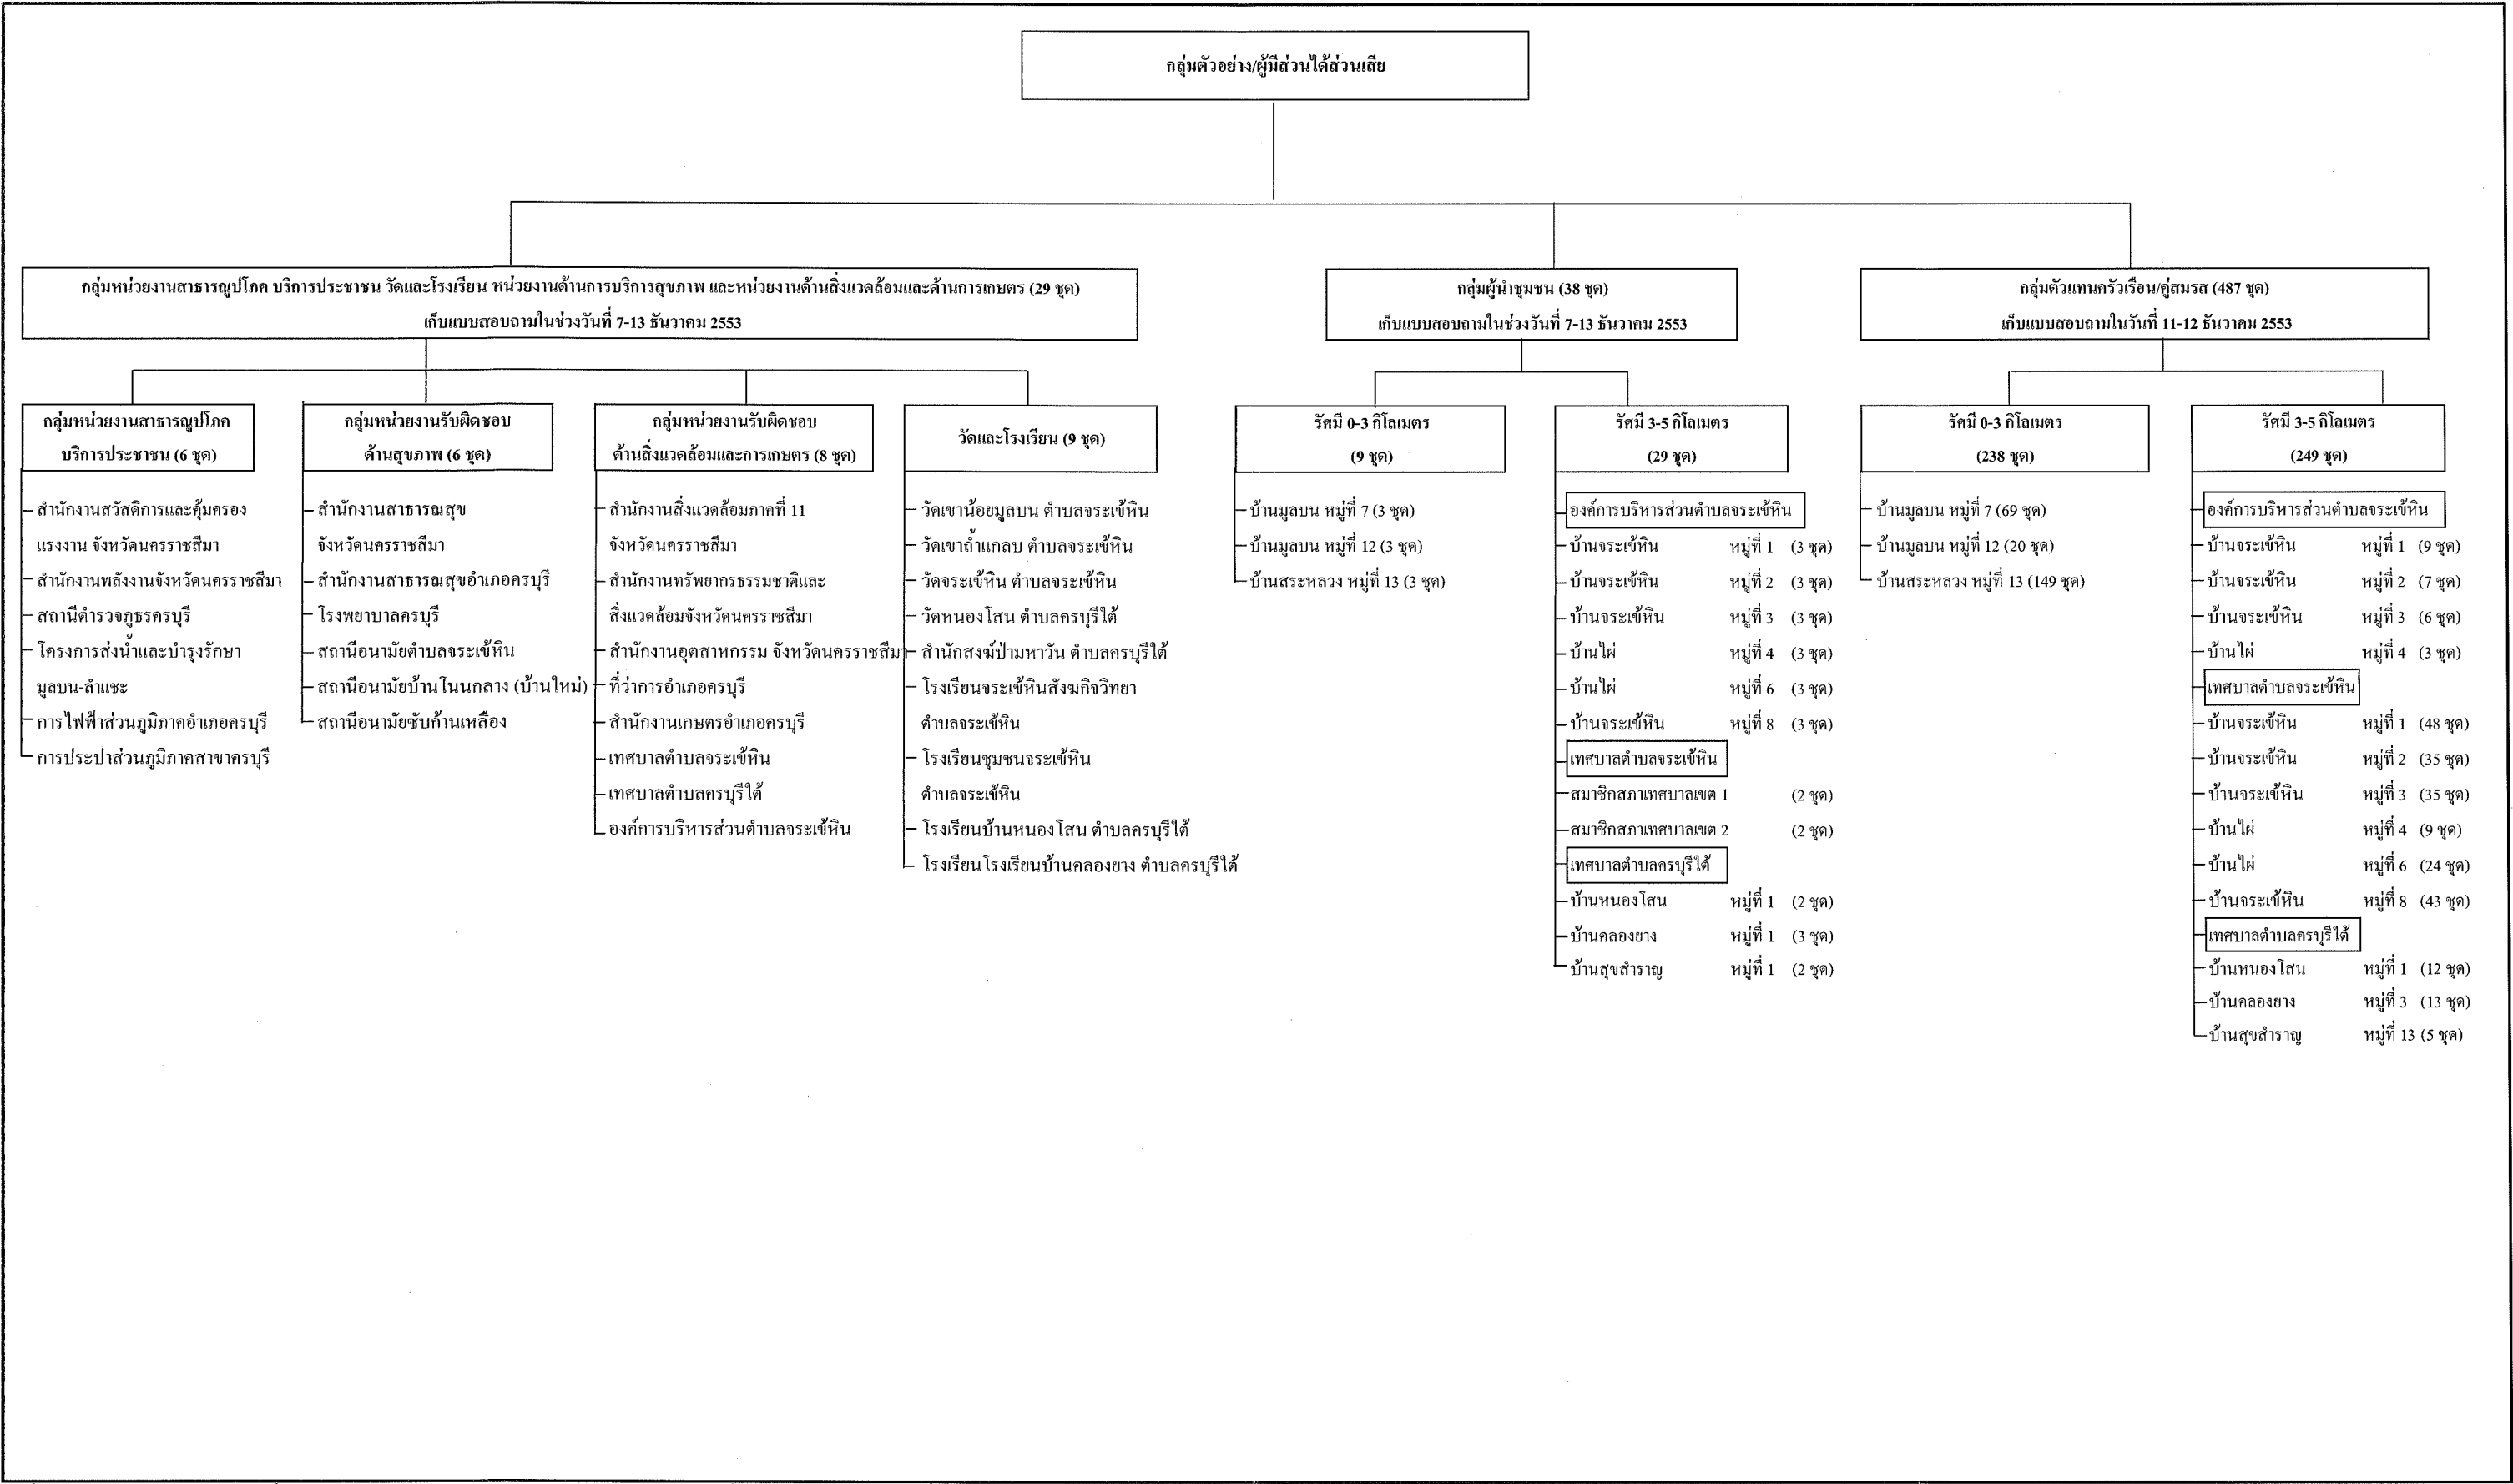 กลุ่มตัวอย่าง/ผู้มีส่วนได้ส่วนเสีย
กลุ่มหน่วยงานสาธารณูปโภค บริการประชาชน วัดและโรงเรียน หน่วยงานด้านการบริการสุขภาพ และหน่วยงานด้านสิ่งแวดล้อมและด้านการเกษตร (29 ชุด)
เก็บแบบสอบถามในช่วงวันที่ 7-13 ธันวาคม 2553
กลุ่มหน่วยงานสาธารณูปโภค
บริการประชาชน (6 ชุด)
สำนักงานสวัสดิการและคุ้มครอง
แรงงาน จังหวัดนครราชสีมา
สำนักงานพลังงานจังหวัดนครราชสีมา
สถานีตำรวจภูธรครบุรี
โครงการส่งน้ำและบำรุงรักษา
มูลบน-ลำแชะ
การไฟฟ้าส่วนภูมิภาคอำเภอครบุรี
การประปาส่วนภูมิภาคสาขาครบุรี
กลุ่มหน่วยงานรับผิดชอบ
ด้านสุขภาพ (6 ชุด)
สำนักงานสาธารณสุข
จังหวัดนครราชสีมา
สำนักงานสาธารณสุขอำเภอครบุรี
โรงพยาบาลครบุรี
สถานีอนามัยตำบลจระเข้หิน
สถานีอนามัยบ้านโนนกลาง (บ้านใหม่)
สถานีอนามัยซับก้านเหลือง
กลุ่มหน่วยงานรับผิดชอบ
ด้านสิ่งแวดล้อมและการเกษตร (8 ชุด)
สำนักงานสิ่งแวดล้อมภาคที่ 11
จังหวัดนครราชสีมา
สำนักงานทรัพยากรธรรมชาติและ
สิ่งแวดล้อมจังหวัดนครราชสีมา
สำนักงานอุตสาหกรรม จังหวัดนครราชสีมา
ที่ว่าการอำเภอครบุรี
สำนักงานเกษตรอำเภอครบุรี
เทศบาลตำบลจระเข้หิน
เทศบาลตำบลครบุรีใต้
องค์การบริหารส่วนตำบลจระเข้หิน
วัดและโรงเรียน (9 ชุด)
วัดเขาน้อยมูลบน ตำบลจระเข้หิน
วัดเขาถ้ำแกลบ ตำบลจระเข้หิน
วัดจระเข้หิน ตำบลจระเข้หิน
วัดหนองโสน ตำบลครบุรีใต้
สำนักสงฆ์ป่ามหาวัน ตำบลครบุรีใต้
โรงเรียนจระเข้หินสังฆกิจวิทยา
ตำบลจระเข้หิน
โรงเรียนชุมชนจระเข้หิน
ตำบลจระเข้หิน
โรงเรียนบ้านหนองโสน ตำบลครบุรีใต้
โรงเรียนโรงเรียนบ้านคลองยาง ตำบลครบุรีใต้
กลุ่มผู้นำชุมชน (38 ชุด)
เก็บแบบสอบถามในช่วงวันที่ 7-13 ธันวาคม 2553
รัศมี 0-3 กิโลเมตร
(9 ชุด)
บ้านมูลบน หมู่ที่ 7 (3 ชุด)
บ้านมูลบน หมู่ที่ 12 (3 ชุด)
บ้านสระหลวง หมู่ที่ 13 (3 ชุด)
รัศมี 3-5 กิโลเมตร
(29 ชุด)
องค์การบริหารส่วนตำบลจระเข้หิน
บ้านจระเข้หิน หมู่ที่ 1 (3 ชุด)
บ้านจระเข้หิน หมู่ที่ 2 (3 ชุด)
บ้านจระเข้หิน หมู่ที่ 3 (3 ชุด)
บ้านไผ่ หมู่ที่ 4 (3 ชุด)
บ้านไผ่ หมู่ที่ 6 (3 ชุด)
บ้านจระเข้หิน หมู่ที่ 8 (3 ชุด)
เทศบาลตำบลจระเข้หิน
สมาชิกสภาเทศบาลเขต 1 (2 ชุด)
สมาชิกสภาเทศบาลเขต 2 (2 ชุด)
เทศบาลตำบลครบุรีใต้
บ้านหนองโสน หมู่ที่ 1 (2 ชุด)
บ้านคลองยาง หมู่ที่ 1 (3 ชุด)
บ้านสุขสำราญ หมู่ที่ 1 (2 ชุด)
กลุ่มตัวแทนครัวเรือน/คู่สมรส (487 ชุด)
เก็บแบบสอบถามในวันที่ 11-12 ธันวาคม 2553
รัศมี 0-3 กิโลเมตร
(238 ชุด)
บ้านมูลบน หมู่ที่ 7 (69 ชุด)
บ้านมูลบน หมู่ที่ 12 (20 ชุด)
บ้านสระหลวง หมู่ที่ 13 (149 ชุด)
รัศมี 3-5 กิโลเมตร
(249 ชุด)
องค์การบริหารส่วนตำบลจระเข้หิน
บ้านจระเข้หิน หมู่ที่ 1 (9 ชุด)
บ้านจระเข้หิน หมู่ที่ 2 (7 ชุด)
บ้านจระเข้หิน หมู่ที่ 3 (6 ชุด)
บ้านไผ่ หมู่ที่ 4 (3 ชุด)
เทศบาลตำบลจระเข้หิน
บ้านจระเข้หิน หมู่ที่ 1 (48 ชุด)
บ้านจระเข้หิน หมู่ที่ 2 (35 ชุด)
บ้านจระเข้หิน หมู่ที่ 3 (35 ชุด)
บ้านไผ่ หมู่ที่ 4 (9 ชุด)
บ้านไผ่ หมู่ที่ 6 (24 ชุด)
บ้านจระเข้หิน หมู่ที่ 8 (43 ชุด)
เทศบาลตำบลครบุรีใต้
บ้านหนองโสน หมู่ที่ 1 (12 ชุด)
บ้านคลองยาง หมู่ที่ 3 (13 ชุด)
บ้านสุขสำราญ หมู่ที่ 13 (5 ชุด)